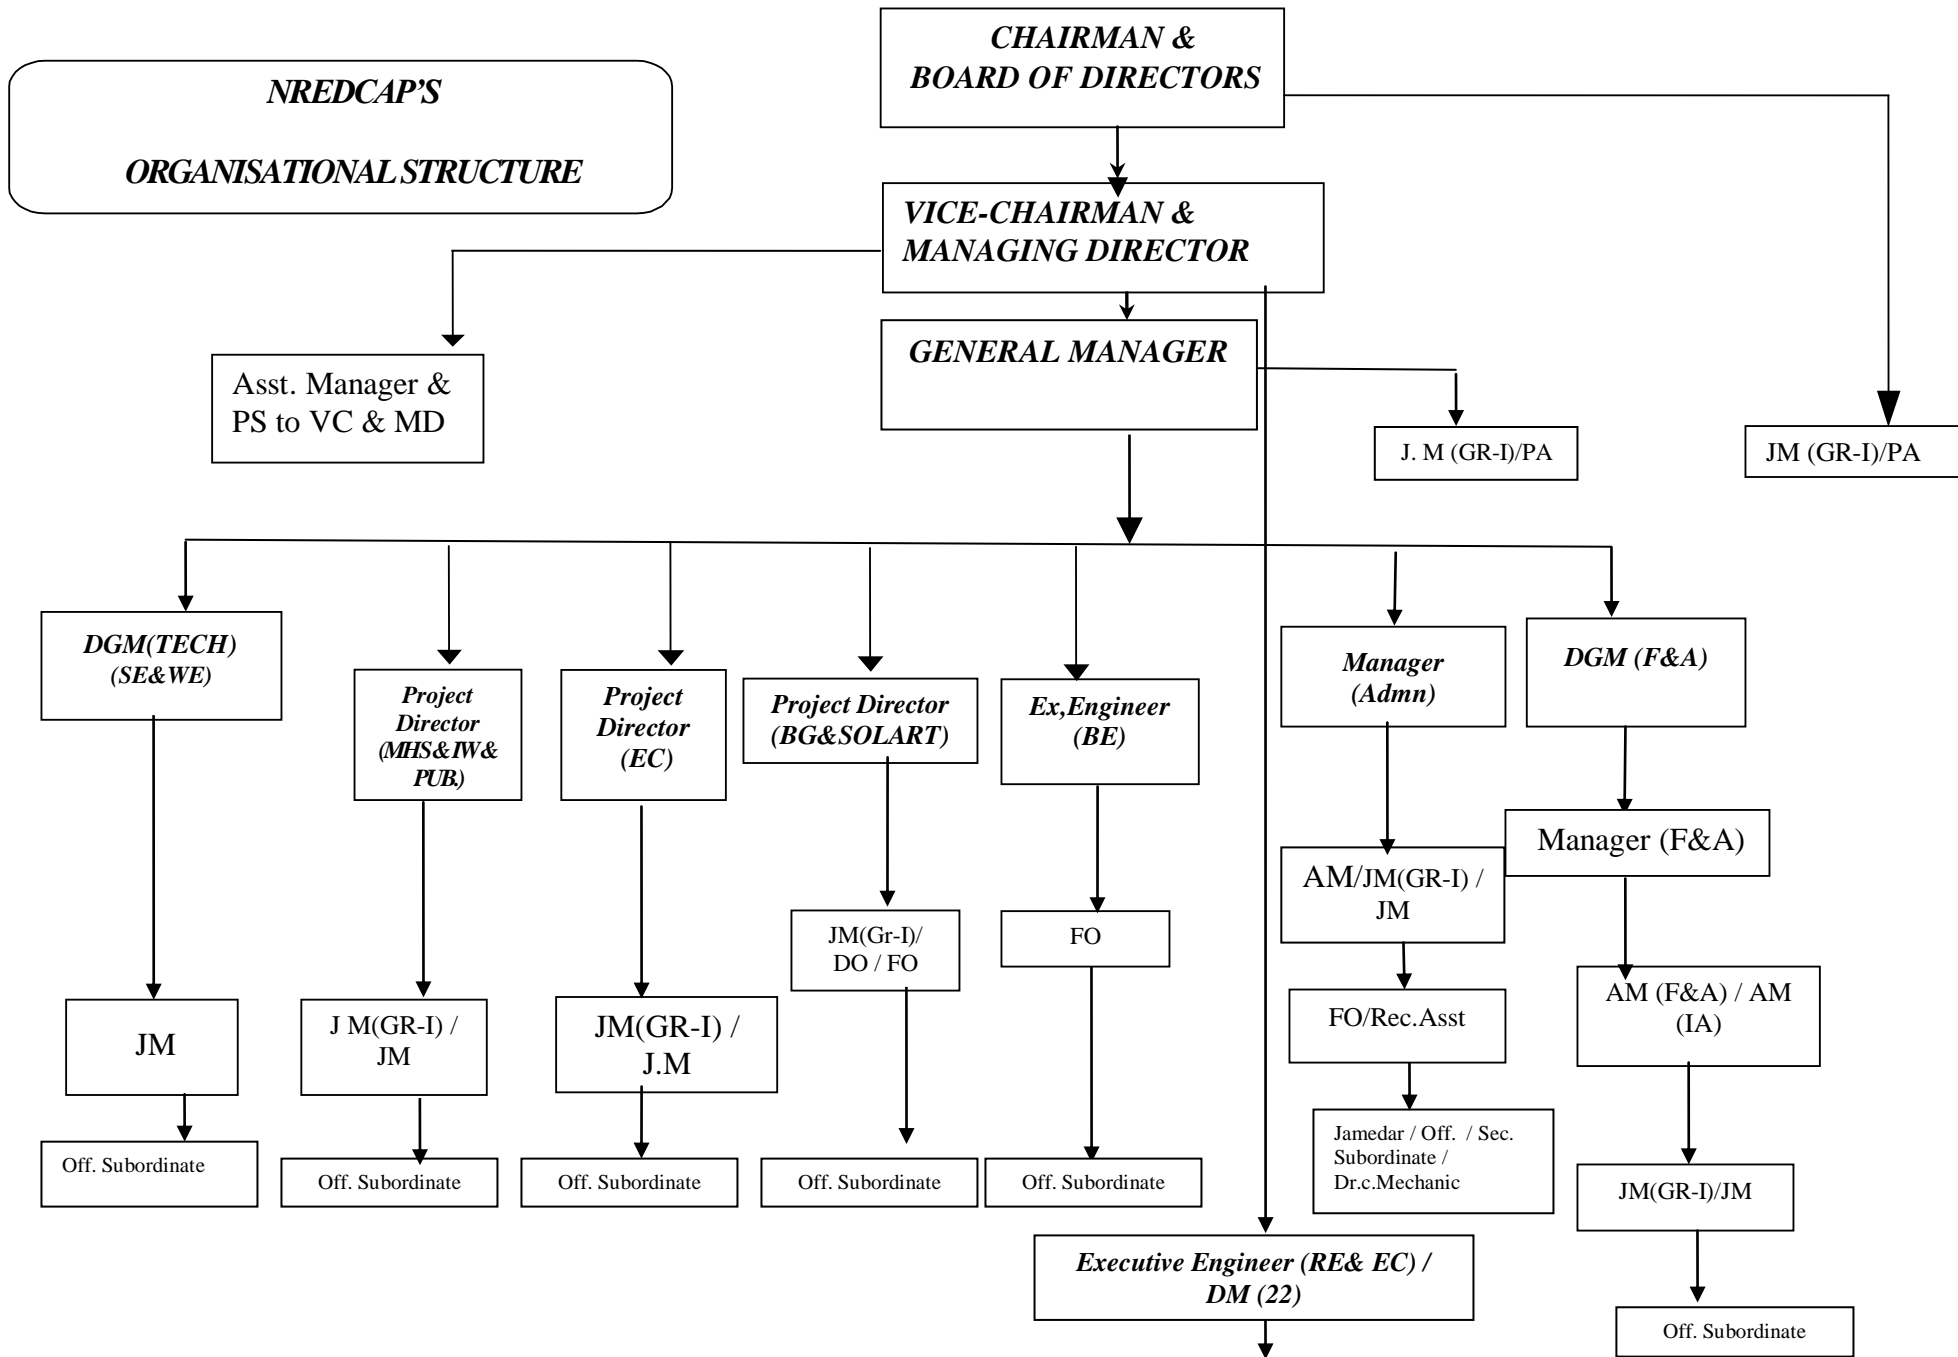 CHAIRMAN &
BOARD OF DIRECTORS
NREDCAP'S
ORGANISATIONAL STRUCTURE
VICE-CHAIRMAN &
MANAGING DIRECTOR
GENERAL MANAGER
Asst. Manager &
PS to VC & MD
J. M (GR-I)/PA
JM (GR-I)/PA
DGM(TECH)
(SE&WE)
Project
Director
(MHS&IW&
PUB.)
Project
Director
(EC)
Project Director
(BG&SOLART)
Ex,Engineer
(BE)
Manager
(Admn)
DGM (F&A)
Manager (F&A)
AM/JM(GR-I) /
JM
JM(Gr-I)/
DO / FO
FO
JM
J M(GR-I) /
JM
JM(GR-I) /
J.M
FO/Rec.Asst
AM (F&A) / AM
(IA)
Off. Subordinate
Off. Subordinate
Off. Subordinate
Off. Subordinate
Off. Subordinate
Jamedar / Off. / Sec.
Subordinate /
Dr.c.Mechanic
JM(GR-I)/JM
Executive Engineer (RE& EC) /
DM (22)
Off. Subordinate